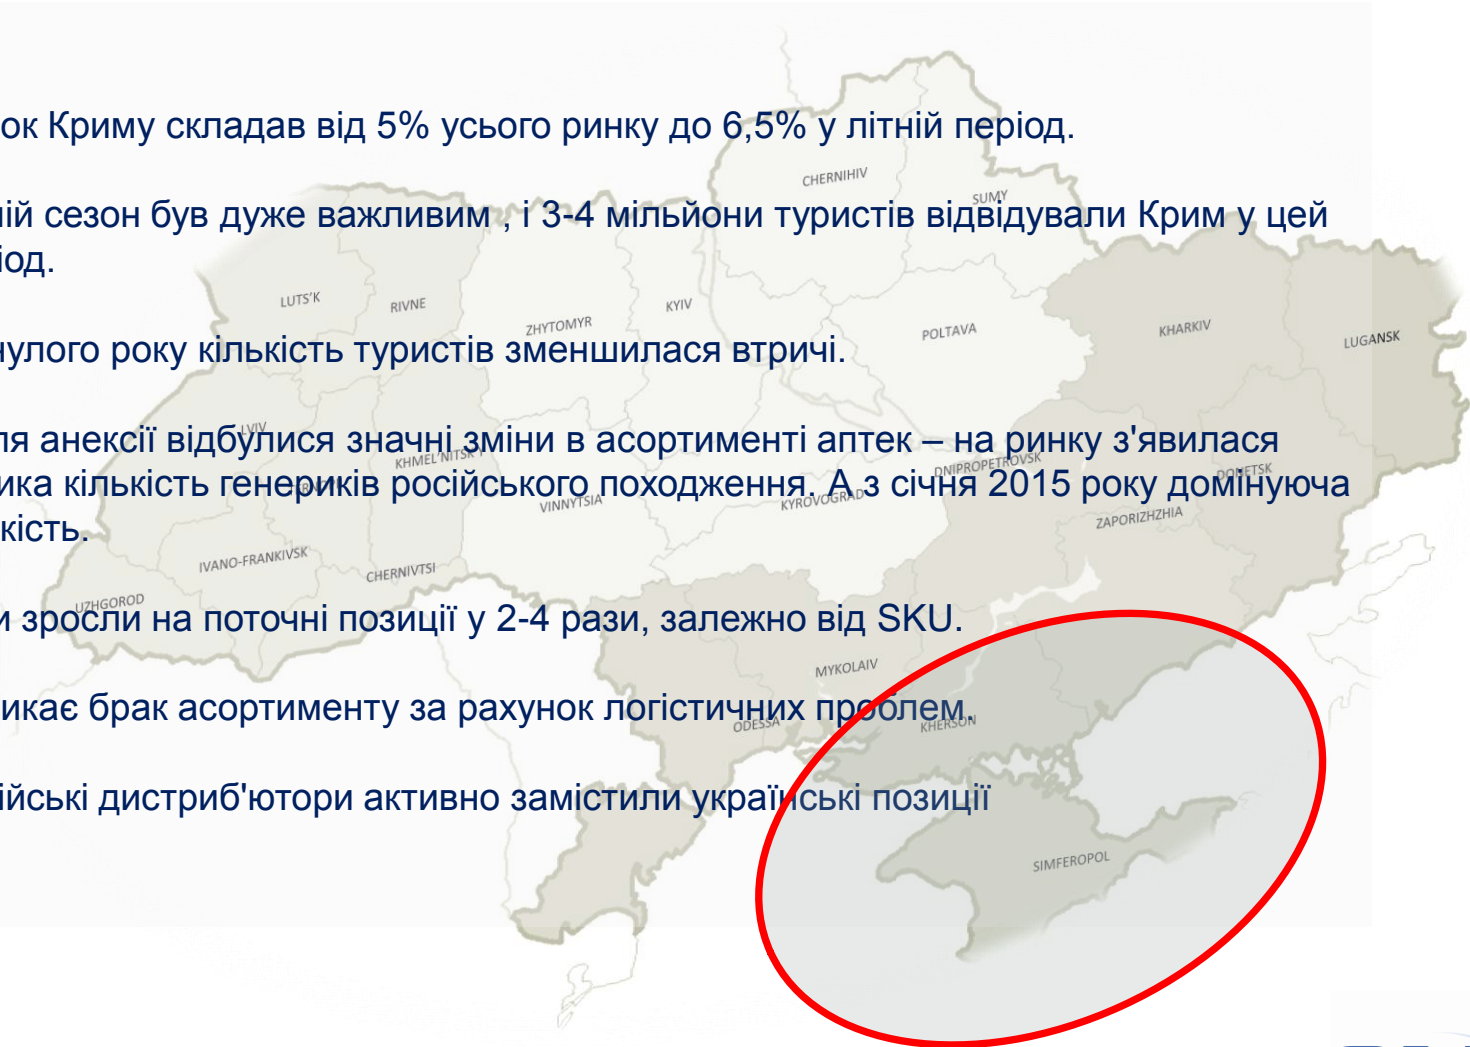 ок Криму складав від 5% усього ринку до 6,5% у літній період.
ній сезон був дуже важливим , і 3-4 мільйони туристів відвідували Крим у цей
іод.
нулого року кількість туристів зменшилася втричі.
ля анексії відбулися значні зміни в асортименті аптек – на ринку з'явилася
ика кількість генериків російського походження. А з січня 2015 року домінуюча
кість.
и зросли на поточні позиції у 2-4 рази, залежно від SKU.
икає брак асортименту за рахунок логістичних проблем.
ійські дистриб'ютори активно замістили українські позиції
CHERNIHIV
SUMY
LUTS'K
RIVNE
ZHYTOMYR
KYIV
POLTAVA
KHARKIV
LUGANSK
LVIV
KHMEL'NITSK
VINNYTSIA
KYROVOGRAD
DNIPROPETROVSK
DONETSK
ZAPORIZHZHIA
IVANO-FRANKIVSK
CHERNIVTSI
UZHGOROD
MYKOLAIV
ODESSA
KHERSON
SIMFEROPOL